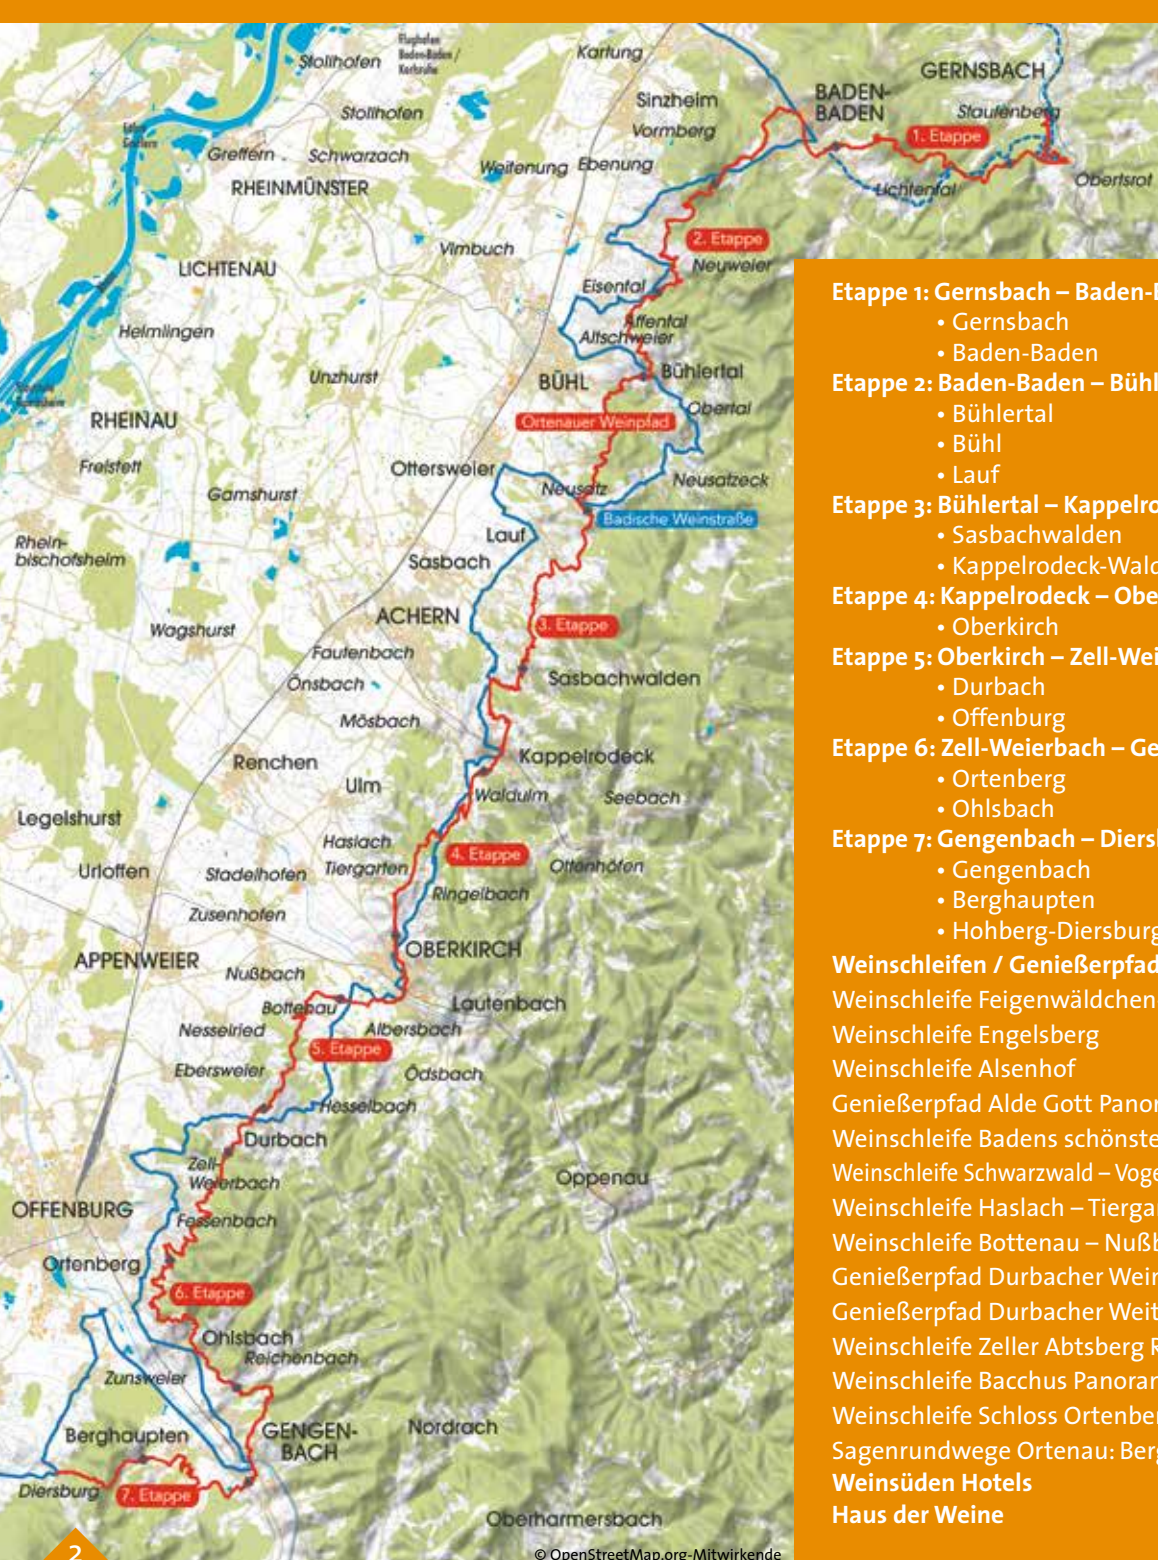 Stollhofen
Flughafen
Baden-Baden /
Karlsruhe
Kartung
GERNSBACH
BADEN-
BADEN
Sinzheim
Stollhofen
Staufenberg
Vormberg
1. Etappe
Greffern
Schwarzach
Weitenung
Ebenung
RHEINMÜNSTER
Lichtental
Obertsrot
2. Etappe
Vimbuch
Neuweier
LICHTENAU
Eisental
Affental
Helmlingen
Altschweier
Bühlertal
Unzhurst
BÜHL
Obertal
RHEINAU
Ortenauer Weinpfad
Freistett
Ottersweier
Neusatzeck
Gamshurst
Neusatz
Badische Weinstraße
Rhein-
bischofsheim
Lauf
Sasbach
ACHERN
3. Etappe
Wagshurst
Fautenbach
Önsbach
Sasbachwalden
Mösbach
Renchen
Kappelrodeck
Ulm
Waldulm
Seebach
Legelshurst
Haslach
4. Etappe
Urloffen
Stadelhofen
Tiergarten
Ottenhöfen
Ringelbach
Zusenhofen
OBERKIRCH
APPENWEIER
Nußbach
Bottenau
Lautenbach
Nesselried
Albersbach
5. Etappe
Ebersweier
Ödsbach
Hesselbach
Durbach
Zell-
Weierbach
Oppenau
OFFENBURG
Fessenbach
Ortenberg
6. Etappe
Ohlsbach
Reichenbach
Zunsweier
Berghaupten
GENGEN-
BACH
Nordrach
Diersburg
7. Etappe
Oberharmersbach
© OpenStreetMap.org-Mitwirkende
2
Etappe 1: Gernsbach – Baden-B
• Gernsbach
• Baden-Baden
Etappe 2: Baden-Baden – Bühl
• Bühlertal
• Bühl
• Lauf
Etappe 3: Bühlertal – Kappelro
• Sasbachwalden
• Kappelrodeck-Wald
Etappe 4: Kappelrodeck – Obe
• Oberkirch
Etappe 5: Oberkirch – Zell-Wei
• Durbach
• Offenburg
Etappe 6: Zell-Weierbach – Ge
• Ortenberg
• Ohlsbach
Etappe 7: Gengenbach – Diersb
• Gengenbach
• Berghaupten
• Hohberg-Diersburg
Weinschleifen / Genießerpfad
Weinschleife Feigenwäldchen
Weinschleife Engelsberg
Weinschleife Alsenhof
Genießerpfad Alde Gott Panor
Weinschleife Badens schönste
Weinschleife Schwarzwald – Voge
Weinschleife Haslach – Tiergar
Weinschleife Bottenau – Nußb
Genießerpfad Durbacher Wein
Genießerpfad Durbacher Weit
Weinschleife Zeller Abtsberg R
Weinschleife Bacchus Panoran
Weinschleife Schloss Ortenber
Sagenrundwege Ortenau: Berg
Weinsüden Hotels
Haus der Weine